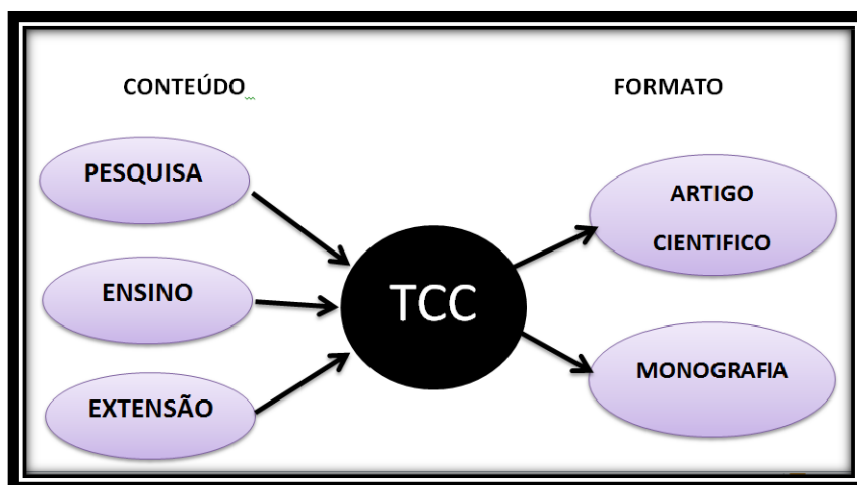 CONTEÚDO
FORMATO
PESQUISA
ENSINO
EXTENSÃO
TCC
ARTIGO
CIENTIFICO
MONOGRAFIA